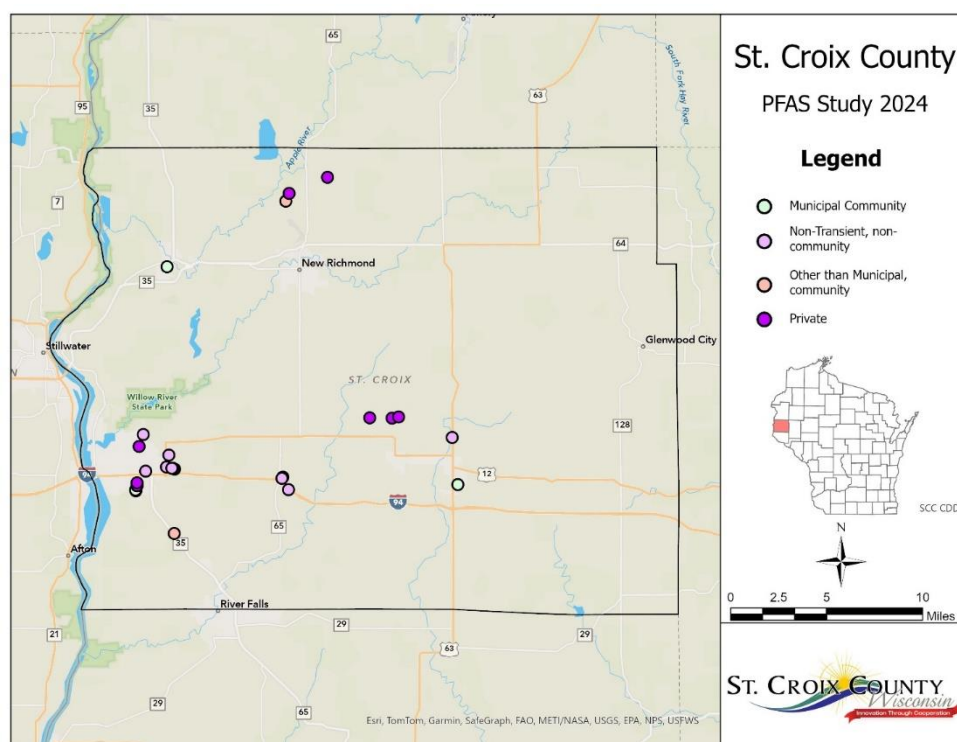 65
35
95
63
South Fork Hay River
Apple River
7
65
64
35
New Richmond
Stillwater
Glenwood City
ST. CROIX
Willow River
State Park
128
94
12
94
65
35
Afton
River Falls
21
29
63
29
29
Esri, TomTom, Garmin, SafeGraph, FAO, METI/NASA, USGS, EPA, NPS, USFWS
St. Croix County
PFAS Study 2024
Legend
Municipal Community
Non-Transient, non-
community
Other than Municipal,
community
Private
SCC CDD
N
0 2.5 5 10
Miles
ST. CROIX COUNTY
Wisconsin
Innovation Through Cooperation